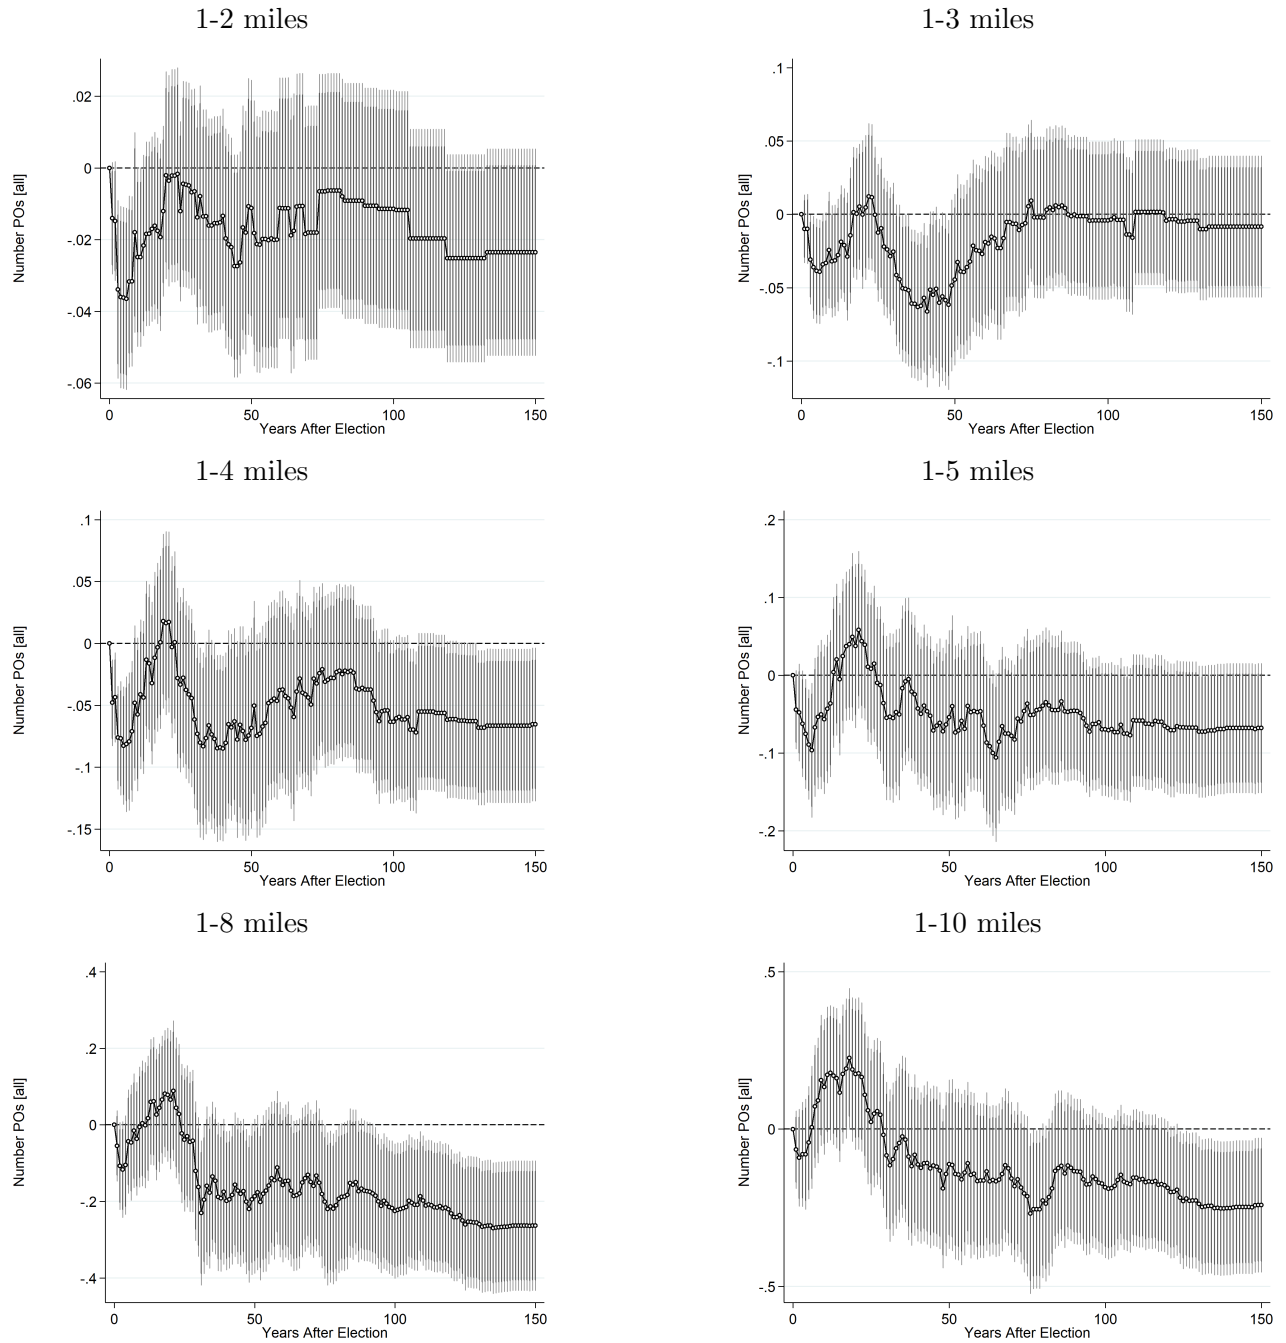 1-2 miles
Number POs [all]
.02
0
-.02
-.04
-.06
0 50 100 150
Years After Election
1-3 miles
Number POs [all]
.1
.05
0
-.05
-.1
0 50 100 150
Years After Election
1-4 miles
Number POs [all]
.1
.05
0
-.05
-.1
-.15
0 50 100 150
Years After Election
1-5 miles
Number POs [all]
.2
.1
0
-.1
-.2
0 50 100 150
Years After Election
1-8 miles
Number POs [all]
.4
.2
0
-.2
-.4
0 50 100 150
Years After Election
1-10 miles
Number POs [all]
.5
0
-.5
0 50 100 150
Years After Election